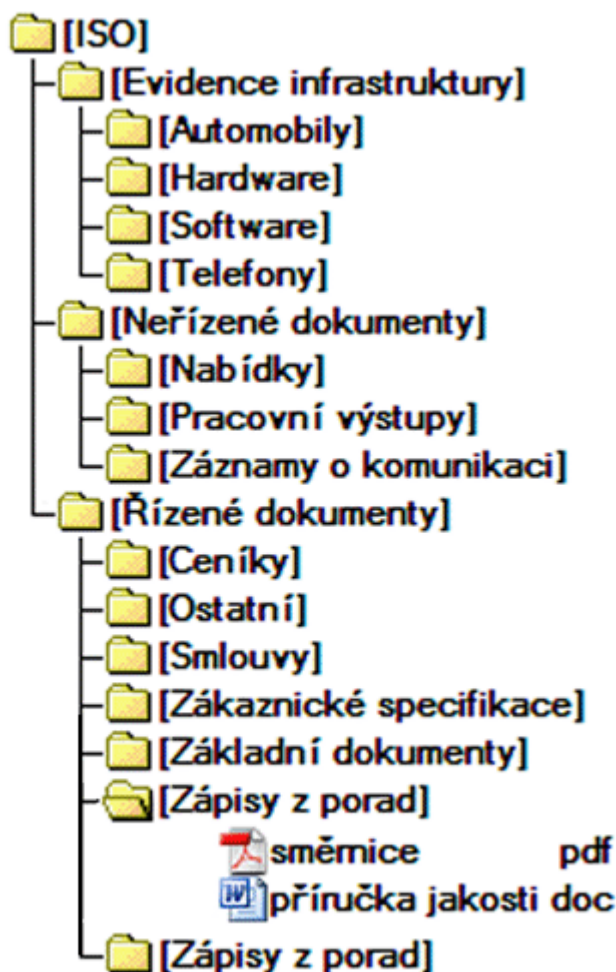 [ISO]
[Evidence infrastruktury]
[Automobily]
[Hardware]
[Software]
[Telefony]
[Neřízené dokumenty]
[Nabídky]
[Pracovní výstupy]
[Záznamy o komunikaci]
[Řízené dokumenty]
[Ceníky]
[Ostatní]
[Smlouvy]
[Zákaznické specifikace]
[Základní dokumenty]
[Zápisy z porad]
směrnice pdf
příručka jakosti doc
[Zápisy z porad]